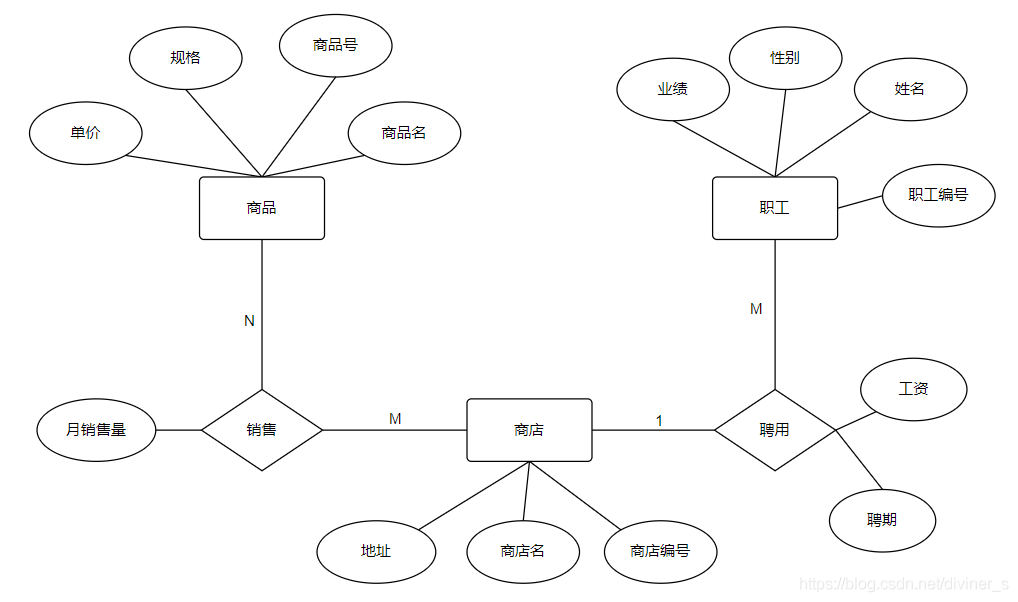 商品号
规格
性别
业绩
姓名
单价
商品名
职工编号
商品
职工
N
M
工资
M
1
月销售量
销售
商店
聘用
聘期
地址
商店名
商店编号
https://blog.csdn.net/diviner_s